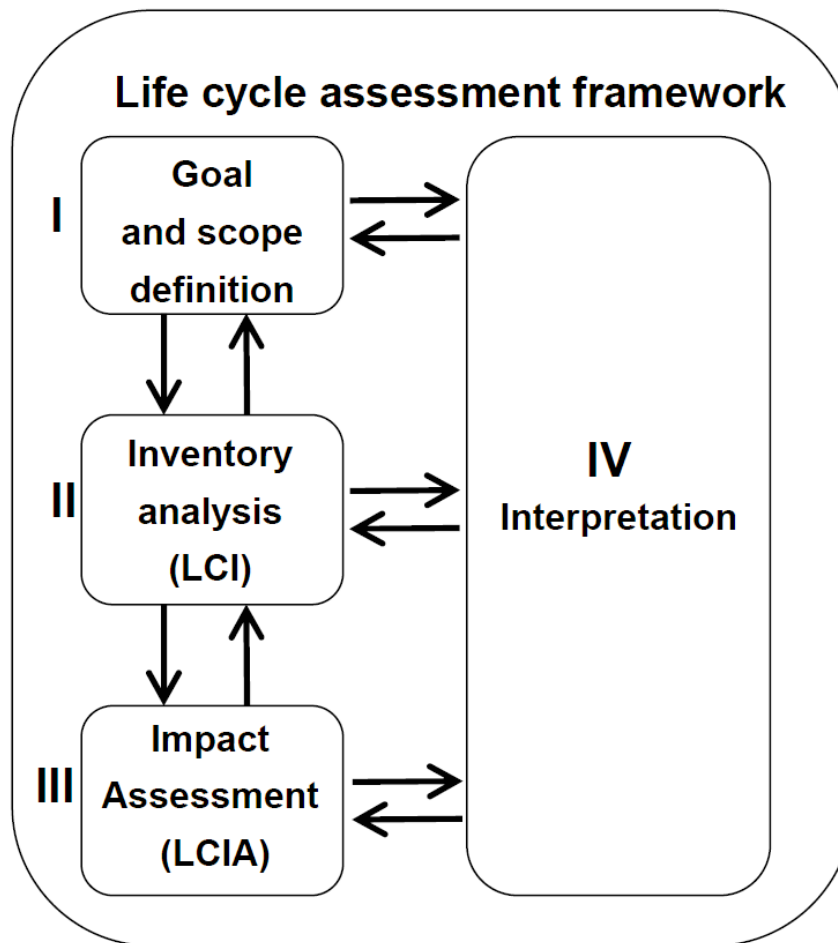 Life cycle assessment framework
I
Goal
and scope
definition
II
Inventory
analysis
(LCI)
III
Impact
Assessment
(LCIA)
IV
Interpretation